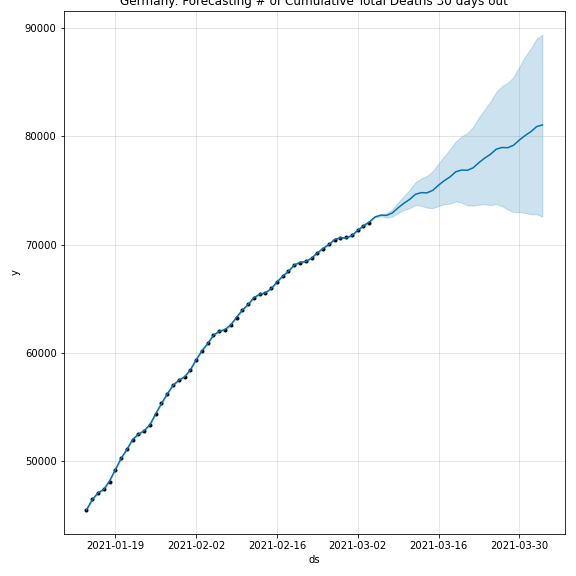 Germany: Forecasting # of Cumulative Total Deaths 30 days out
90000
80000
70000
60000
50000
y
2021-01-19 2021-02-02 2021-02-16 2021-03-02 2021-03-16 2021-03-30
ds